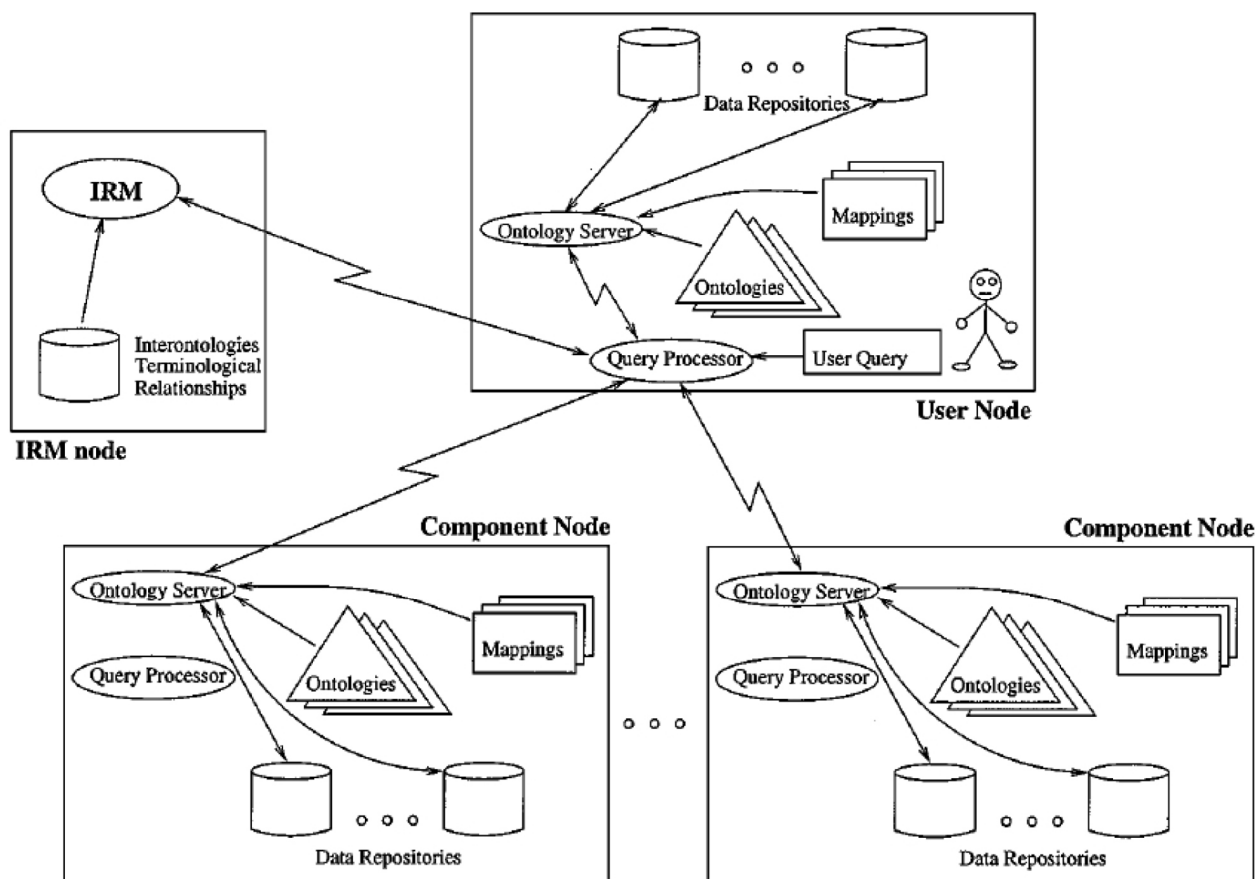 Data Repositories
IRM
Mappings
Ontology Server
Ontologies
Interontologies
Terminological
Relationships
Query Processor
User Query
User Node
IRM node
Component Node
Ontology Server
Mappings
Query Processor
Ontologies
Data Repositories
Component Node
Ontology Server
Mappings
Query Processor
Ontologies
Data Repositories